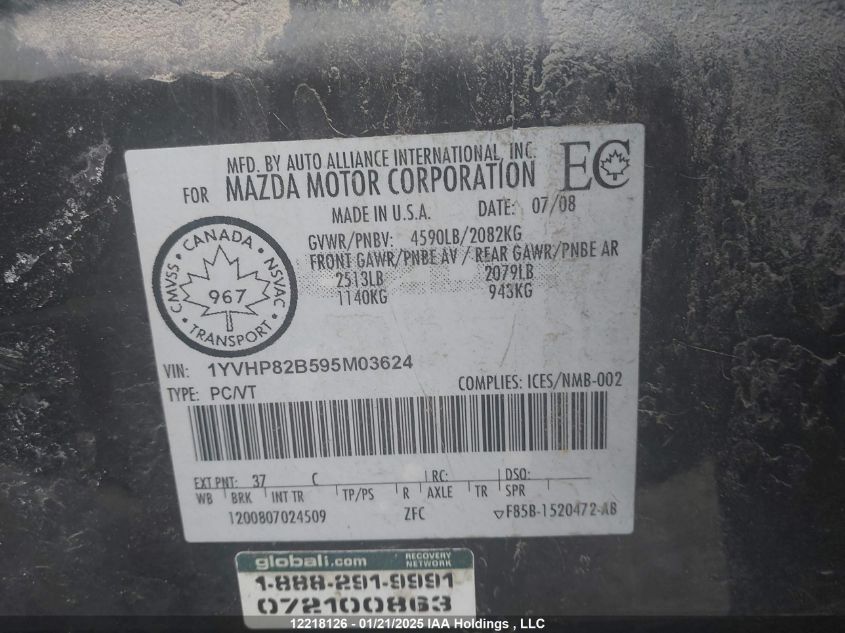 MFD. BY AUTO ALLIANCE INTERNATIONAL, INC.
FOR MAZDA MOTOR CORPORATION
EC
MADE IN U.S.A. DATE: 07/08
GVWR/PNBV: 4590LB/2082KG
FRONT GAWR/PNBE AV / REAR GAWR/PNBE AR
2513LB 2079LB
1140KG 943KG
CANADA
CMVSS NSVAC
967
TRANSPORT
VIN: 1YVHP82B595M03624
TYPE: PC/VT COMPLIES: ICES/NMB-002
EXT PNT: 37 C RC: DSO:
WB BRK INT TR TP/PS R AXLE TR SPR
1200807024509 ZFC ▽F85B-1520472-AB
globali.com RECOVERY NETWORK
1-888-291-9991
072100863
12218126 - 01/21/2025 IAA Holdings , LLC